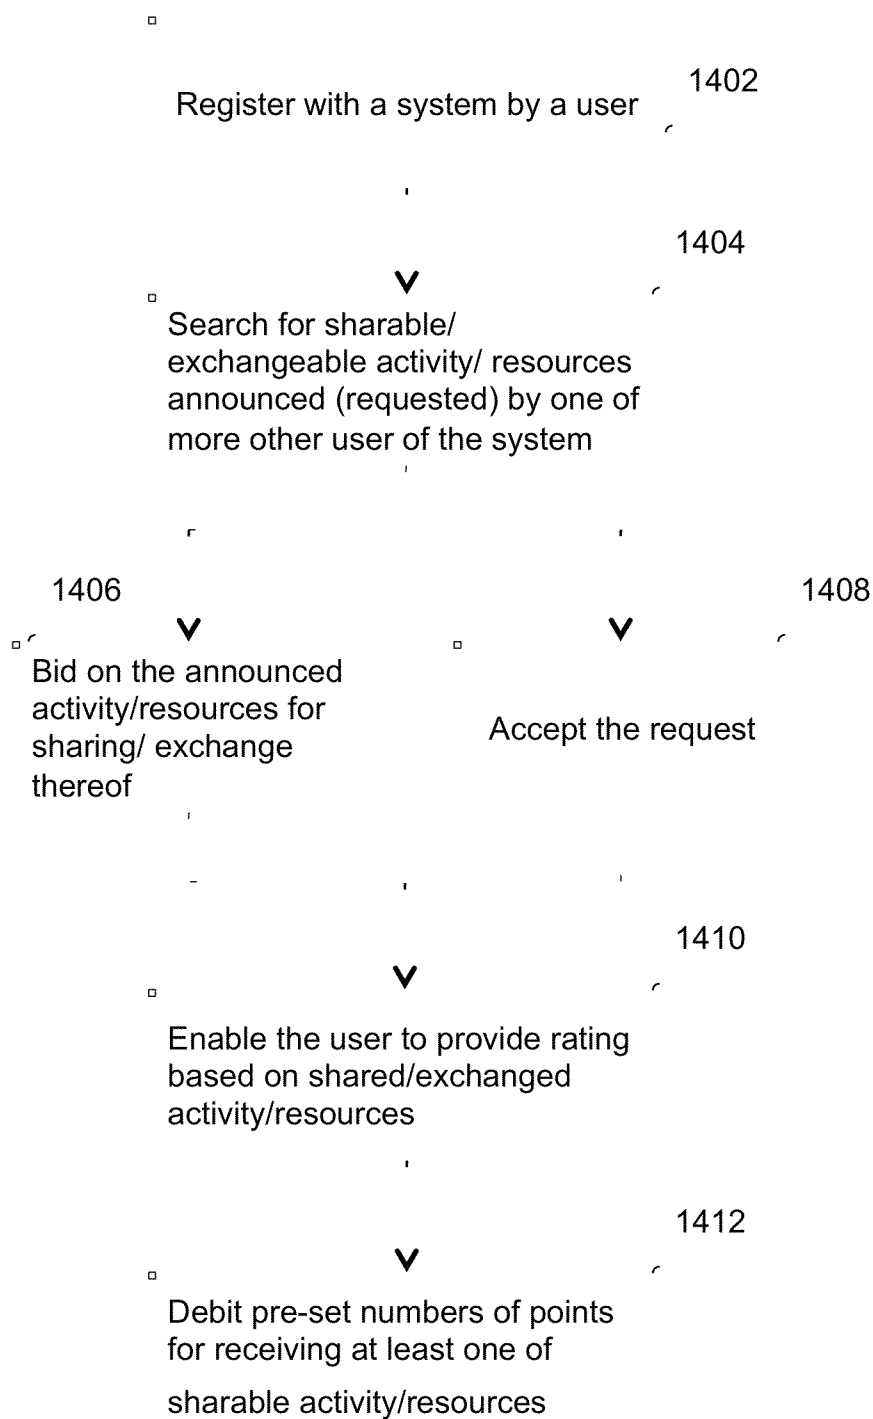 1402
Register with a system by a user
1404
Search for sharable/
exchangeable activity/ resources
announced (requested) by one of
more other user of the system
1406
1408
Bid on the announced
activity/resources for
sharing/ exchange
thereof
Accept the request
1410
Enable the user to provide rating
based on shared/exchanged
activity/resources
1412
Debit pre-set numbers of points
for receiving at least one of
sharable activity/resources